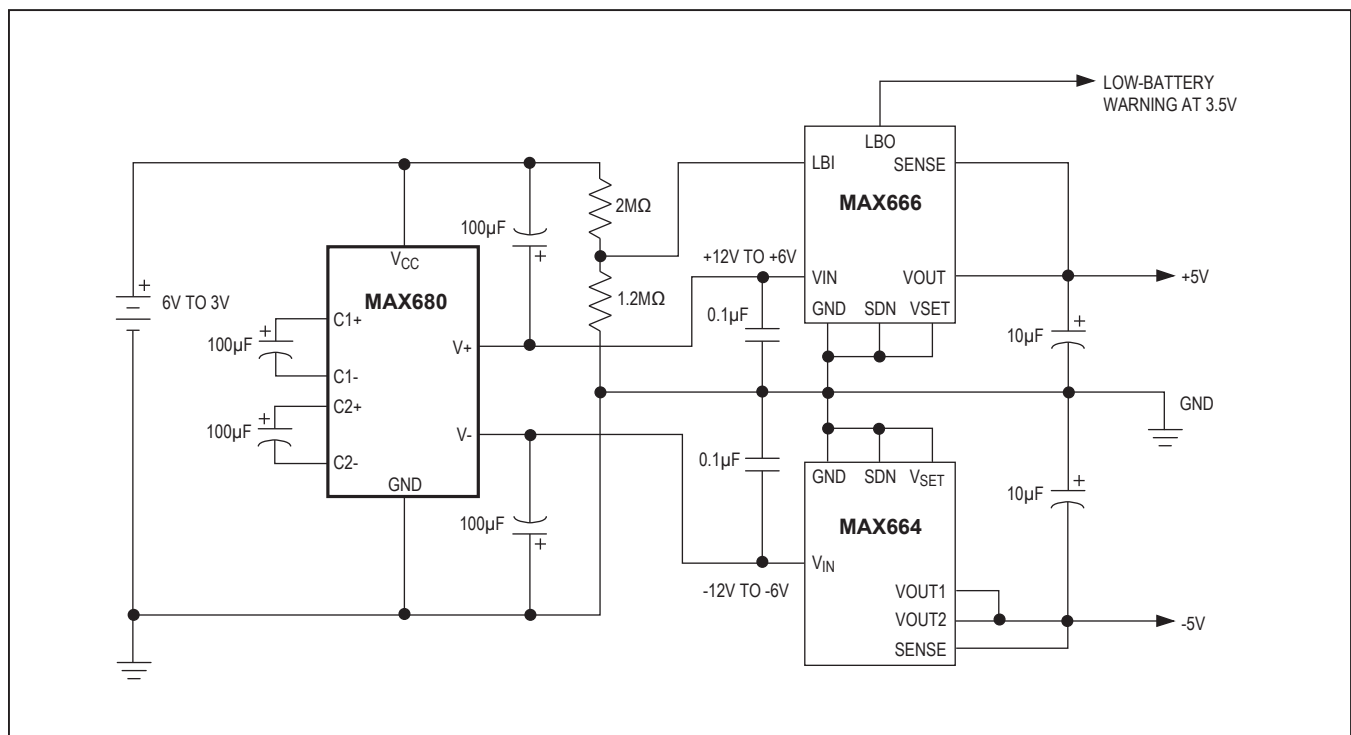 LOW-BATTERY
WARNING AT 3.5V
LBO
LBI
SENSE
MAX666
2MΩ
100µF
+
VCC
+12V TO +6V
VIN
VOUT
+5V
+
6V TO 3V
MAX680
1.2MΩ
C1+
+
100µF
0.1µF
GND
SDN
VSET
10µF
+
V+
C1-
C2+
+
GND
100µF
V-
0.1µF
GND
SDN
VSET
C2-
10µF
+
GND
100µF
+
MAX664
VIN
-12V TO -6V
VOUT1
VOUT2
-5V
SENSE